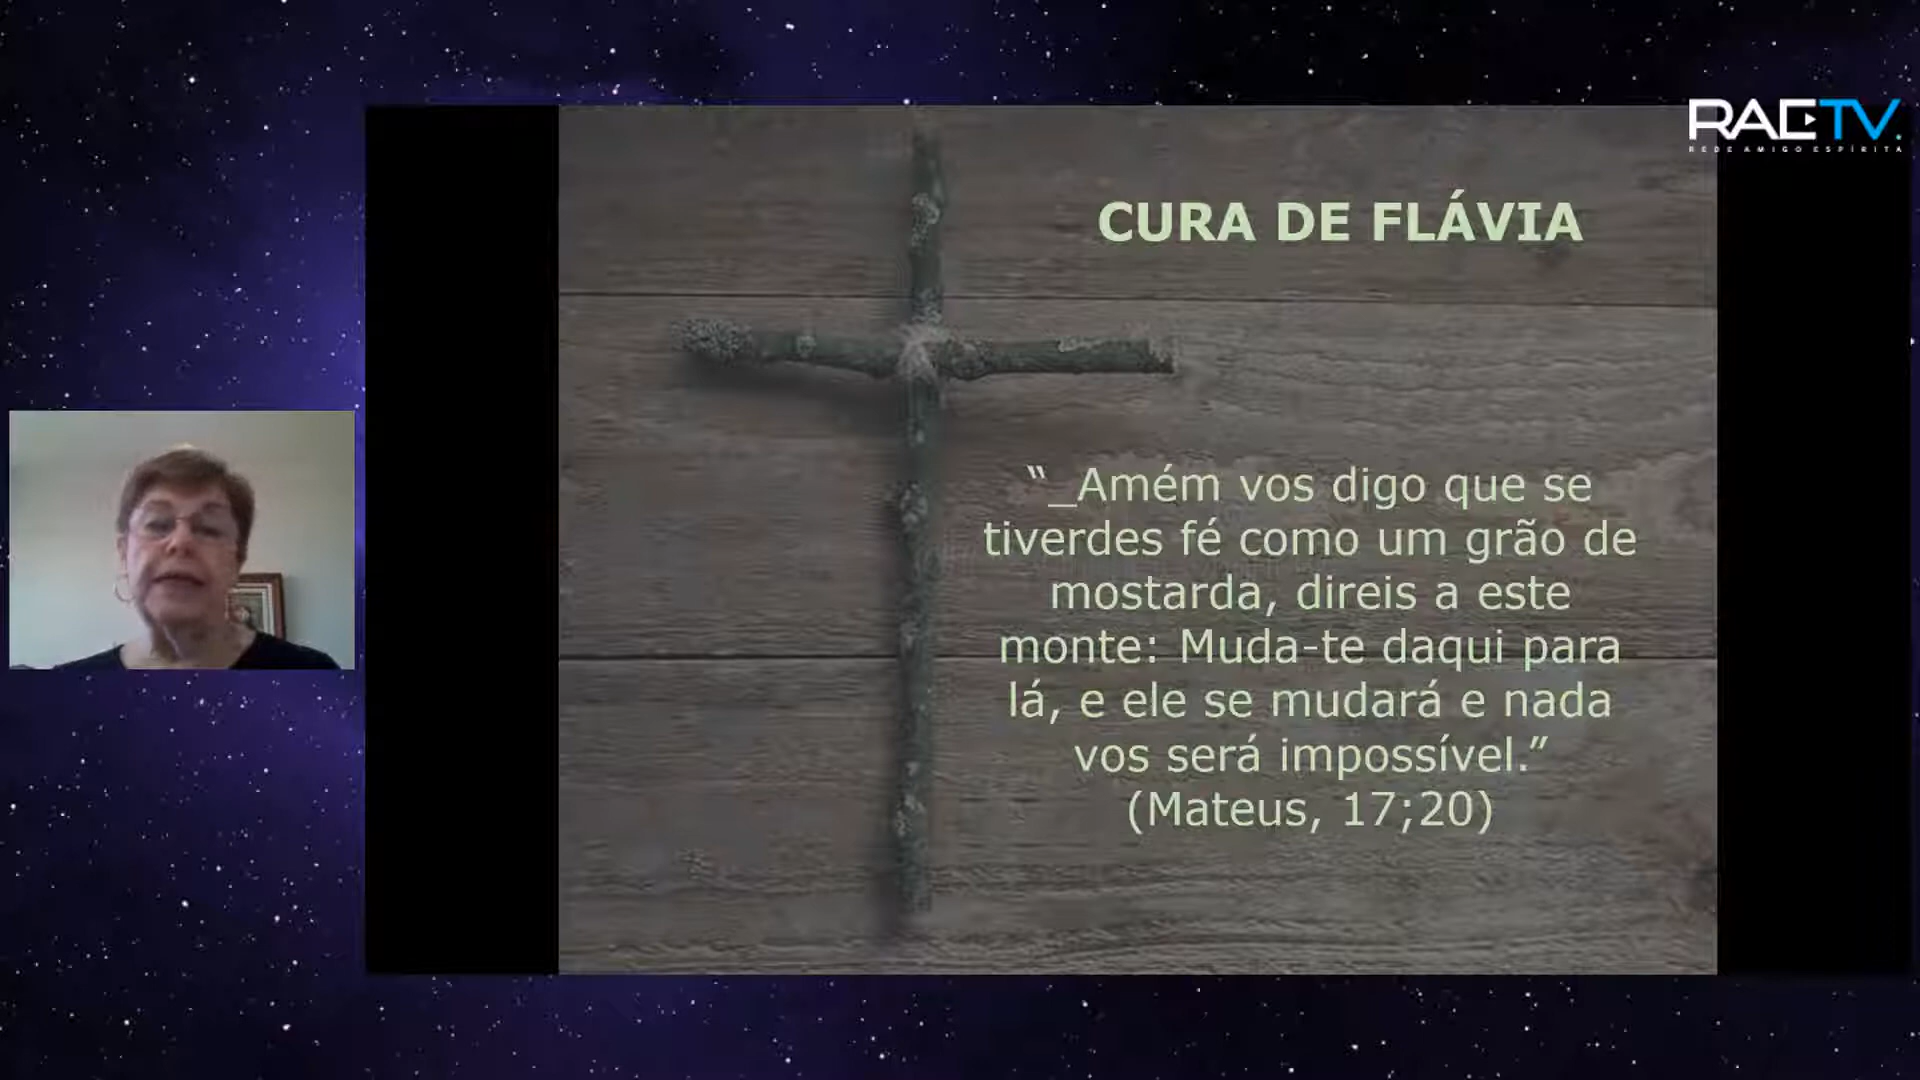 RAETV.
REDE AMIGO ESPÍRITA
CURA DE FLÁVIA
“_Amém vos digo que se
tiverdes fé como um grão de
mostarda, direis a este
monte: Muda-te daqui para
lá, e ele se mudará e nada
vos será impossível.”
(Mateus, 17;20)